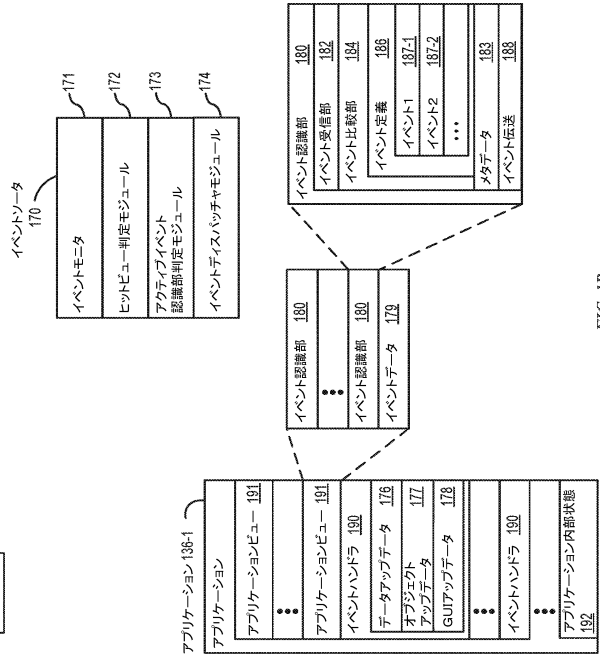 イベントソータ
170
イベントモニタ
171
ヒットビュー判定モジュール
172
アクティブイベント
認識部判定モジュール
173
イベントディスパッチャモジュール
174
アプリケーション 136-1
アプリケーション
アプリケーションビュー 191
•••
アプリケーションビュー 191
イベントハンドラ 190
データアップデータ 176
オブジェクト
アップデータ 177
GUIアップデータ 178
•••
イベントハンドラ 190
•••
アプリケーション内部状態
192
イベント認識部 180
•••
イベント認識部 180
イベントデータ 179
イベント認識部 180
イベント受信部 182
イベント比較部 184
イベント定義 186
イベント1 187-1
イベント2 187-2
•••
メタデータ 183
イベント伝送 188